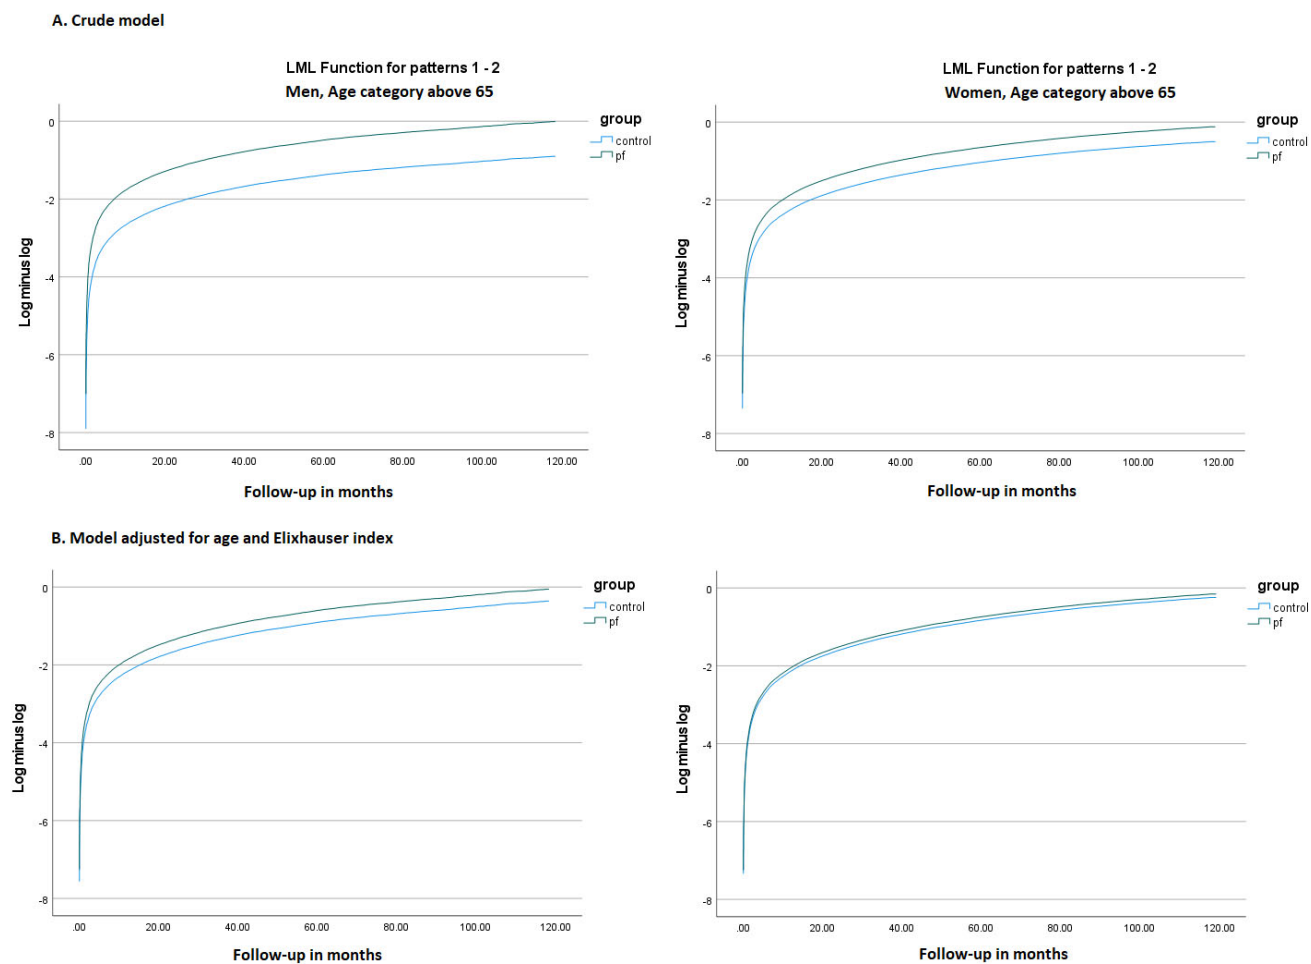 A. Crude model
LML Function for patterns 1 - 2
Men, Age category above 65
group
control
pf
0
-2
-4
-6
-8
Log minus log
.00 20.00 40.00 60.00 80.00 100.00 120.00
Follow-up in months
LML Function for patterns 1 - 2
Women, Age category above 65
group
control
pf
0
-2
-4
-6
-8
Log minus log
.00 20.00 40.00 60.00 80.00 100.00 120.00
Follow-up in months
B. Model adjusted for age and Elixhauser index
group
control
pf
0
-2
-4
-6
-8
Log minus log
.00 20.00 40.00 60.00 80.00 100.00 120.00
Follow-up in months
group
control
pf
0
-2
-4
-6
-8
Log minus log
.00 20.00 40.00 60.00 80.00 100.00 120.00
Follow-up in months